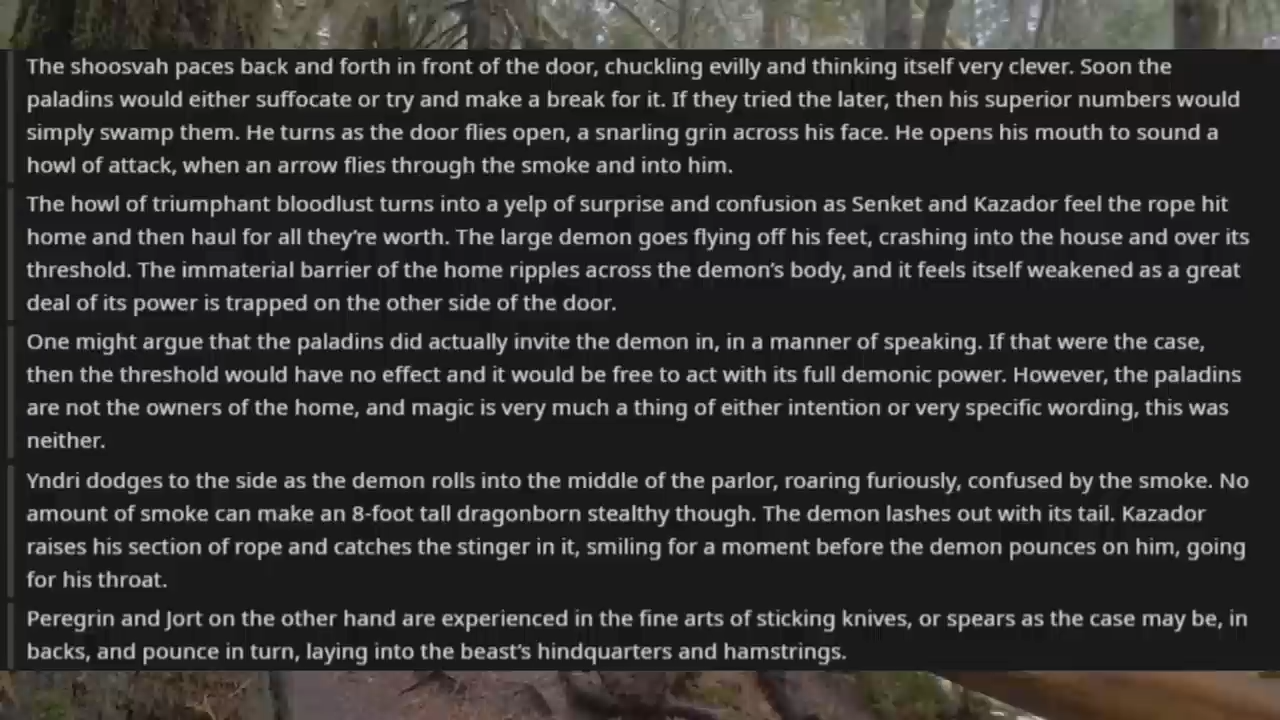 The shoosvah paces back and forth in front of the door, chuckling evilly and thinking itself very clever. Soon the
paladins would either suffocate or try and make a break for it. If they tried the later, then his superior numbers would
simply swamp them. He turns as the door flies open, a snarling grin across his face. He opens his mouth to sound a
howl of attack, when an arrow flies through the smoke and into him.
The howl of triumphant bloodlust turns into a yelp of surprise and confusion as Senket and Kazador feel the rope hit
home and then haul for all they're worth. The large demon goes flying off his feet, crashing into the house and over its
threshold. The immaterial barrier of the home ripples across the demon's body, and it feels itself weakened as a great
deal of its power is trapped on the other side of the door.
One might argue that the paladins did actually invite the demon in, in a manner of speaking. If that were the case,
then the threshold would have no effect and it would be free to act with its full demonic power. However, the paladins
are not the owners of the home, and magic is very much a thing of either intention or very specific wording, this was
neither.
Yndri dodges to the side as the demon rolls into the middle of the parlor, roaring furiously, confused by the smoke. No
amount of smoke can make an 8-foot tall dragonborn stealthy though. The demon lashes out with its tail. Kazador
raises his section of rope and catches the stinger in it, smiling for a moment before the demon pounces on him, going
for his throat.
Peregrin and Jort on the other hand are experienced in the fine arts of sticking knives, or spears as the case may be, in
backs, and pounce in turn, laying into the beast's hindquarters and hamstrings.